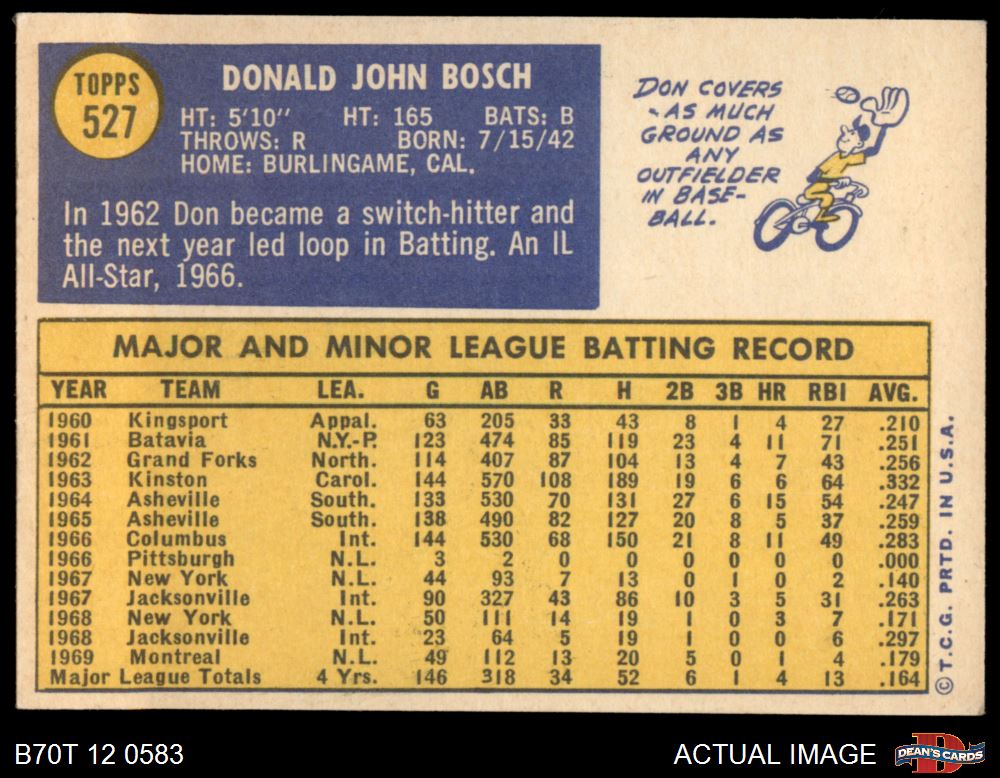 TOPPS
527
DONALD JOHN BOSCH
HT: 5'10" HT: 165 BATS: B
THROWS: R BORN: 7/15/42
HOME: BURLINGAME, CAL.
In 1962 Don became a switch-hitter and
the next year led loop in Batting. An IL
All-Star, 1966.
DON COVERS
AS MUCH
GROUND AS
ANY
OUTFIELDER
IN BASE-
BALL.
MAJOR AND MINOR LEAGUE BATTING RECORD
YEAR TEAM LEA. G AB R H 2B 3B HR RBI AVG.
1960 Kingsport Appal. 63 205 33 43 8 1 4 27 .210
1961 Batavia N.Y.-P. 123 474 85 119 23 4 11 71 .251
1962 Grand Forks North. 114 407 87 104 13 4 7 43 .256
1963 Kinston Carol. 144 570 108 189 19 6 6 64 .332
1964 Asheville South. 133 530 70 131 27 6 15 54 .247
1965 Asheville South. 138 490 82 127 20 8 5 37 .259
1966 Columbus Int. 144 530 68 150 21 8 11 49 .283
1966 Pittsburgh N.L. 3 2 0 0 0 0 0 0 .000
1967 New York N.L. 44 93 7 13 0 1 0 2 .140
1967 Jacksonville Int. 90 327 43 86 10 3 5 31 .263
1968 New York N.L. 50 111 14 19 1 0 3 7 .171
1968 Jacksonville Int. 23 64 5 19 1 0 0 6 .297
1969 Montreal N.L. 49 112 13 20 5 0 1 4 .179
Major League Totals 4 Yrs. 146 318 34 52 6 1 4 13 .164
© T.C.G. PRTD. IN U.S.A.
B70T 12 0583
ACTUAL IMAGE
D
DEAN'S CARDS